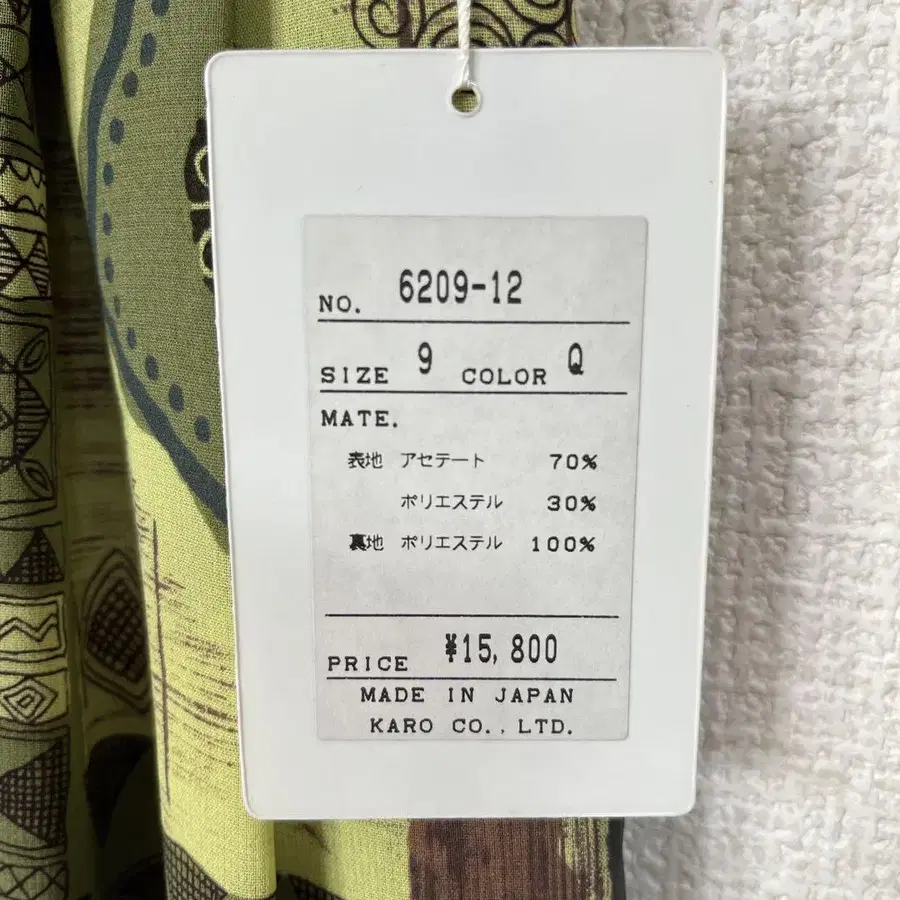 NO. 6209-12
SIZE 9 COLOR Q
MATE.
表地 アセテート 70%
ポリエステル 30%
裏地 ポリエステル 100%
PRICE ¥15,800
MADE IN JAPAN
KARO CO., LTD.